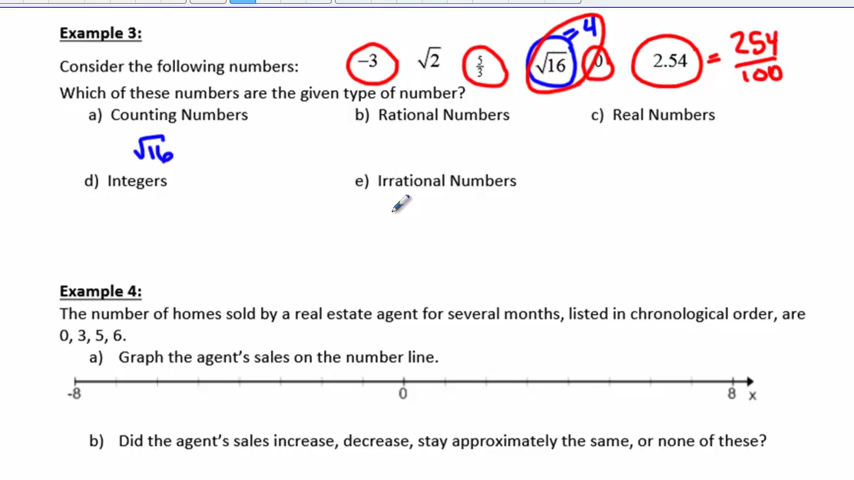 Example 3:
Consider the following numbers: −3 √2 5/3 √16 = 4 0 2.54 = 254/100
Which of these numbers are the given type of number?
a) Counting Numbers b) Rational Numbers c) Real Numbers
√16
d) Integers e) Irrational Numbers
Example 4:
The number of homes sold by a real estate agent for several months, listed in chronological order, are
0, 3, 5, 6.
a) Graph the agent's sales on the number line.
-8 0 8 x
b) Did the agent's sales increase, decrease, stay approximately the same, or none of these?